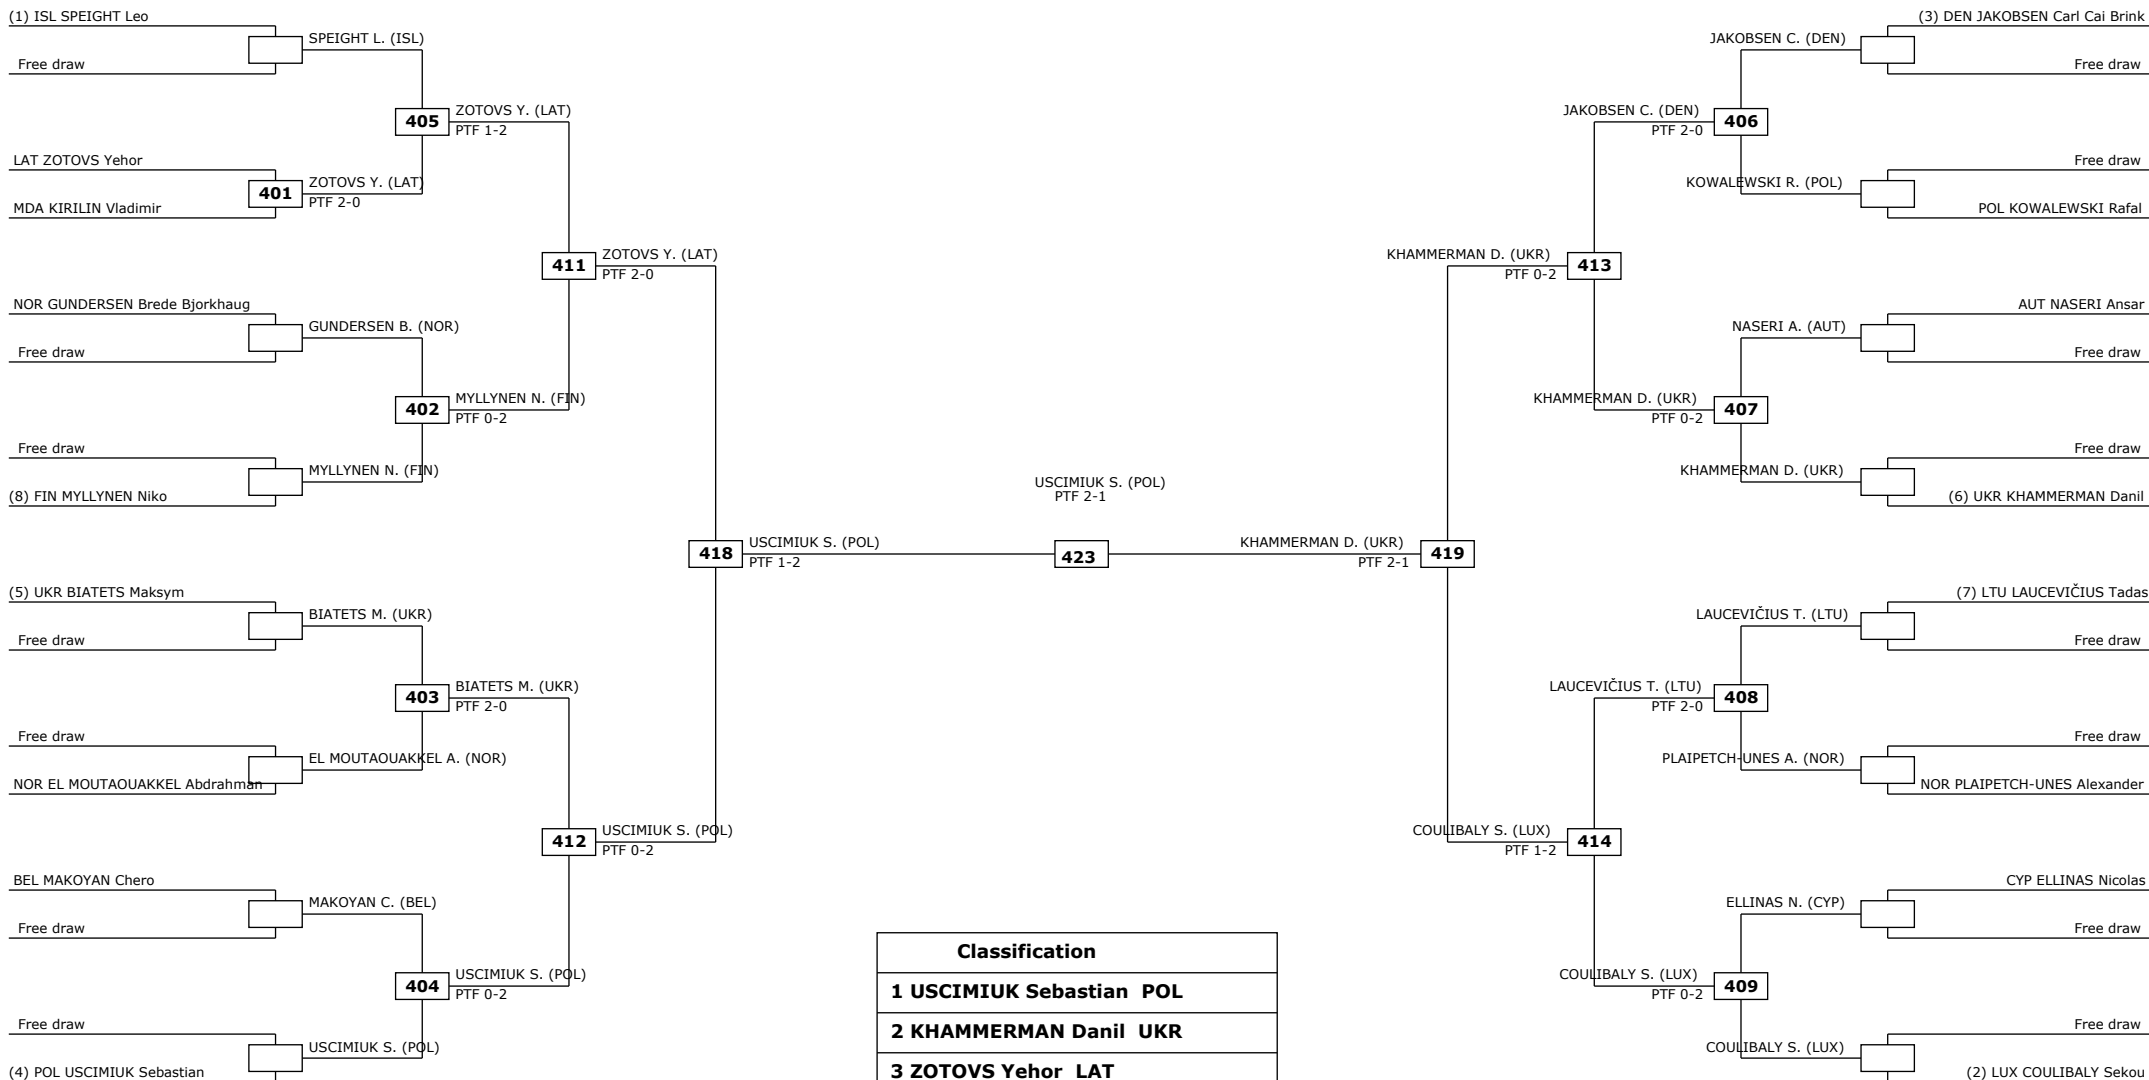 (1) ISL SPEIGHT Leo
SPEIGHT L. (ISL)
Free draw
405
ZOTOVS Y. (LAT)
PTF 1-2
LAT ZOTOVS Yehor
401
ZOTOVS Y. (LAT)
PTF 2-0
MDA KIRILIN Vladimir
411
ZOTOVS Y. (LAT)
PTF 2-0
NOR GUNDERSEN Brede Bjorkhaug
GUNDERSEN B. (NOR)
Free draw
402
MYLLYNEN N. (FIN)
PTF 0-2
Free draw
MYLLYNEN N. (FIN)
(8) FIN MYLLYNEN Niko
418
USCIMIUK S. (POL)
PTF 1-2
(5) UKR BIATETS Maksym
BIATETS M. (UKR)
Free draw
403
BIATETS M. (UKR)
PTF 2-0
Free draw
EL MOUTAOUAKKEL A. (NOR)
NOR EL MOUTAOUAKKEL Abdrahman
412
USCIMIUK S. (POL)
PTF 0-2
BEL MAKOYAN Chero
MAKOYAN C. (BEL)
Free draw
404
USCIMIUK S. (POL)
PTF 0-2
Free draw
USCIMIUK S. (POL)
(4) POL USCIMIUK Sebastian
USCIMIUK S. (POL)
PTF 2-1
423
(3) DEN JAKOBSEN Carl Cai Brink
JAKOBSEN C. (DEN)
Free draw
JAKOBSEN C. (DEN)
PTF 2-0
406
Free draw
KOWALEWSKI R. (POL)
POL KOWALEWSKI Rafal
KHAMMERMAN D. (UKR)
PTF 0-2
413
AUT NASERI Ansar
NASERI A. (AUT)
Free draw
KHAMMERMAN D. (UKR)
PTF 0-2
407
Free draw
KHAMMERMAN D. (UKR)
(6) UKR KHAMMERMAN Danil
KHAMMERMAN D. (UKR)
PTF 2-1
419
(7) LTU LAUCEVIČIUS Tadas
LAUCEVIČIUS T. (LTU)
Free draw
LAUCEVIČIUS T. (LTU)
PTF 2-0
408
Free draw
PLAIPETCH-UNES A. (NOR)
NOR PLAIPETCH-UNES Alexander
COULIBALY S. (LUX)
PTF 1-2
414
CYP ELLINAS Nicolas
ELLINAS N. (CYP)
Free draw
COULIBALY S. (LUX)
PTF 0-2
409
Free draw
COULIBALY S. (LUX)
(2) LUX COULIBALY Sekou
Classification
1 USCIMIUK Sebastian POL
2 KHAMMERMAN Danil UKR
3 ZOTOVS Yehor LAT